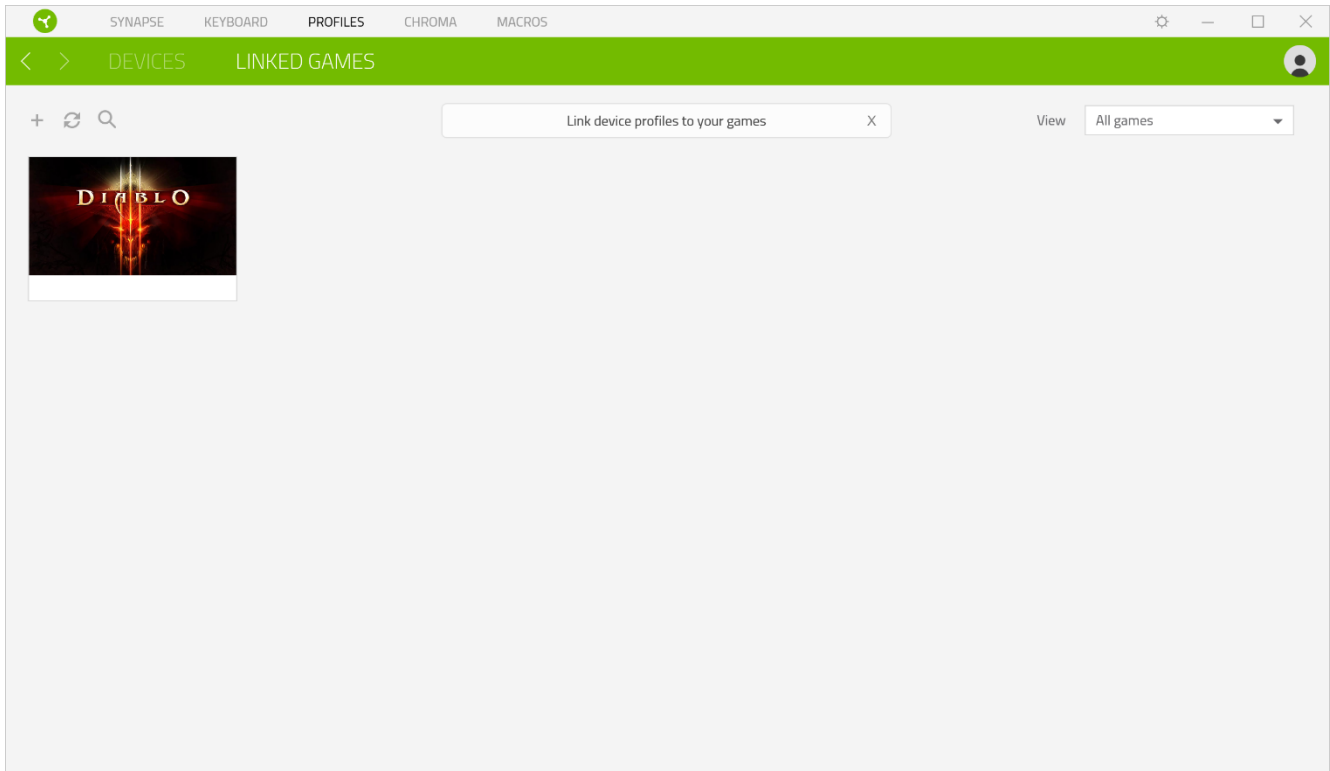 SYNAPSE KEYBOARD PROFILES CHROMA MACROS
DEVICES LINKED GAMES
Link device profiles to your games X
View All games
DIABLO